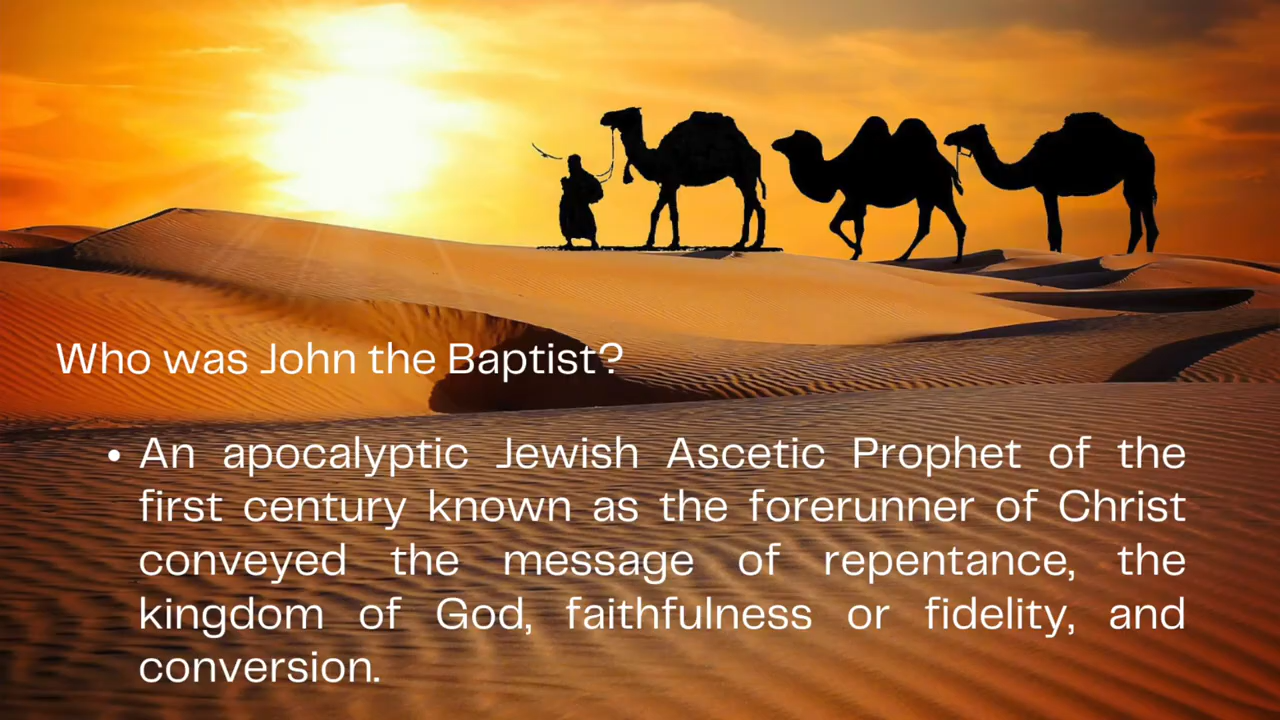 Who was John the Baptist?
• An apocalyptic Jewish Ascetic Prophet of the
first century known as the forerunner of Christ
conveyed the message of repentance, the
kingdom of God, faithfulness or fidelity, and
conversion.